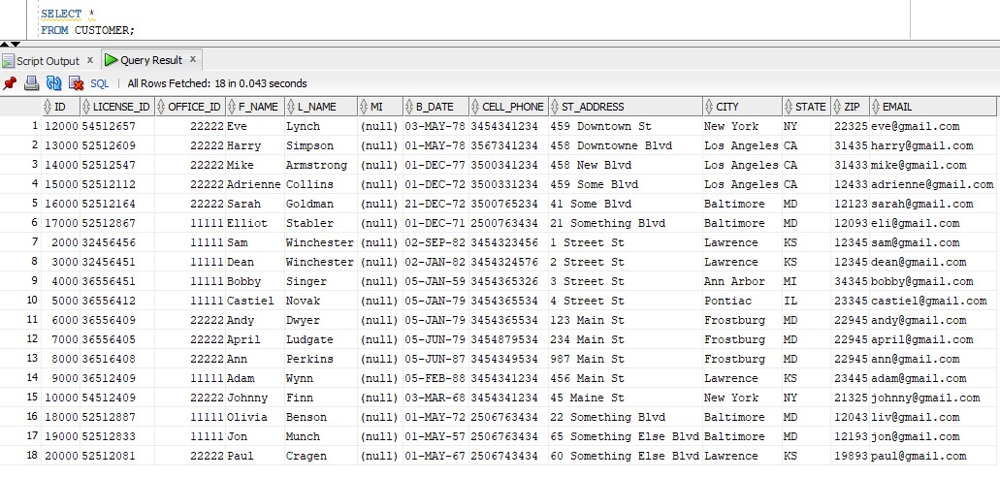 SELECT *
FROM CUSTOMER;
Script Output x Query Result x
SQL | All Rows Fetched: 18 in 0.043 seconds
ID LICENSE_ID OFFICE_ID F_NAME L_NAME MI B_DATE CELL_PHONE ST_ADDRESS CITY STATE ZIP EMAIL
1 12000 54512657 22222 Eve Lynch (null) 03-MAY-78 3454341234 459 Downtown St New York NY 22325 eve@gmail.com
2 13000 52512609 22222 Harry Simpson (null) 01-MAY-78 3567341234 458 Downtowne Blvd Los Angeles CA 31435 harry@gmail.com
3 14000 52512547 22222 Mike Armstrong (null) 01-DEC-77 3500341234 458 New Blvd Los Angeles CA 31433 mike@gmail.com
4 15000 52512112 22222 Adrienne Collins (null) 01-DEC-72 3500331234 459 Some Blvd Los Angeles CA 12433 adrienne@gmail.com
5 16000 52512164 22222 Sarah Goldman (null) 21-DEC-72 3500765234 41 Some Blvd Baltimore MD 12123 sarah@gmail.com
6 17000 52512867 11111 Elliot Stabler (null) 01-DEC-71 2500763434 21 Something Blvd Baltimore MD 12093 eli@gmail.com
7 2000 32456456 11111 Sam Winchester (null) 02-SEP-82 3454323456 1 Street St Lawrence KS 12345 sam@gmail.com
8 3000 32456451 11111 Dean Winchester (null) 02-JAN-82 3454324576 2 Street St Lawrence KS 12345 dean@gmail.com
9 4000 36556451 11111 Bobby Singer (null) 05-JAN-59 3454365326 3 Street St Ann Arbor MI 34345 bobby@gmail.com
10 5000 36556412 11111 Castiel Novak (null) 05-JAN-79 3454365534 4 Street St Pontiac IL 23345 castiel@gmail.com
11 6000 36556409 22222 Andy Dwyer (null) 05-JAN-79 3454365534 123 Main St Frostburg MD 22945 andy@gmail.com
12 7000 36556405 22222 April Ludgate (null) 05-JUN-79 3454879534 234 Main St Frostburg MD 22945 april@gmail.com
13 8000 36516408 22222 Ann Perkins (null) 05-JUN-87 3454349534 987 Main St Frostburg MD 22945 ann@gmail.com
14 9000 36512409 11111 Adam Wynn (null) 05-FEB-88 3454341234 456 Main St Lawrence KS 23445 adam@gmail.com
15 10000 54512409 22222 Johnny Finn (null) 03-MAR-68 3454341234 45 Maine St New York NY 21325 johnny@gmail.com
16 18000 52512887 11111 Olivia Benson (null) 01-MAY-72 2506763434 22 Something Blvd Baltimore MD 12043 liv@gmail.com
17 19000 52512833 11111 Jon Munch (null) 01-MAY-57 2506763434 65 Something Else Blvd Baltimore MD 12193 jon@gmail.com
18 20000 52512081 22222 Paul Cragen (null) 01-MAY-67 2506743434 60 Something Else Blvd Lawrence KS 19893 paul@gmail.com